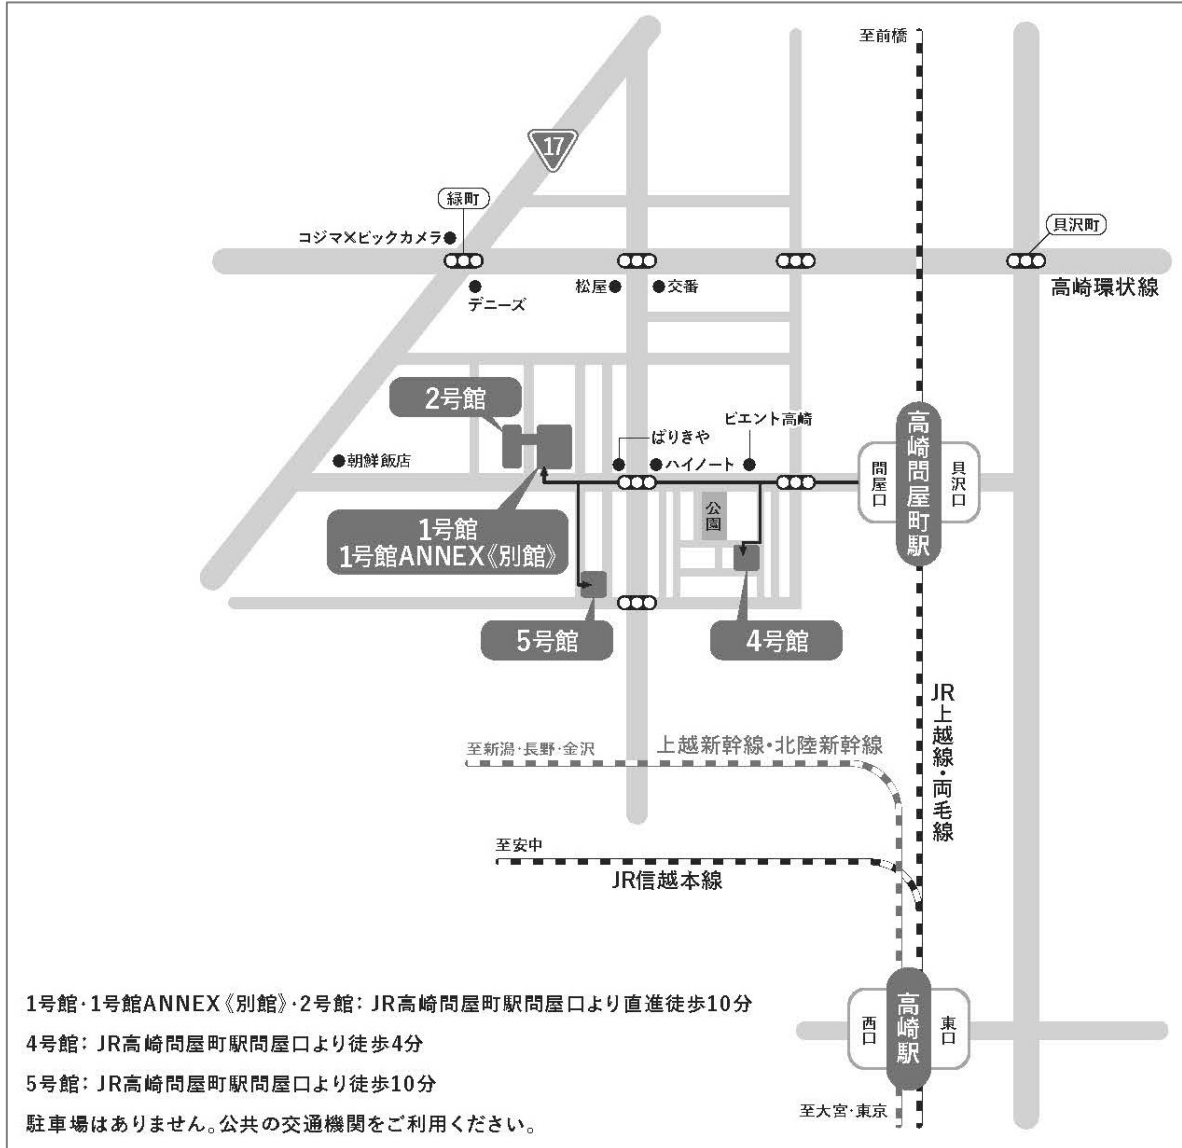 至前橋
17
緑町
コジマ×ビックカメラ
貝沢町
デニーズ
松屋
交番
高崎環状線
2号館
ピエント高崎
ぱりきや
ハイノート
朝鮮飯店
高崎問屋町駅
問屋口
貝沢口
公園
1号館
1号館ANNEX《別館》
5号館
4号館
JR上越線・両毛線
至新潟・長野・金沢
上越新幹線・北陸新幹線
至安中
JR信越本線
高崎駅
西口
東口
至大宮・東京
1号館・1号館ANNEX《別館》・2号館：JR高崎問屋町駅問屋口より直進徒歩10分
4号館：JR高崎問屋町駅問屋口より徒歩4分
5号館：JR高崎問屋町駅問屋口より徒歩10分
駐車場はありません。公共の交通機関をご利用ください。